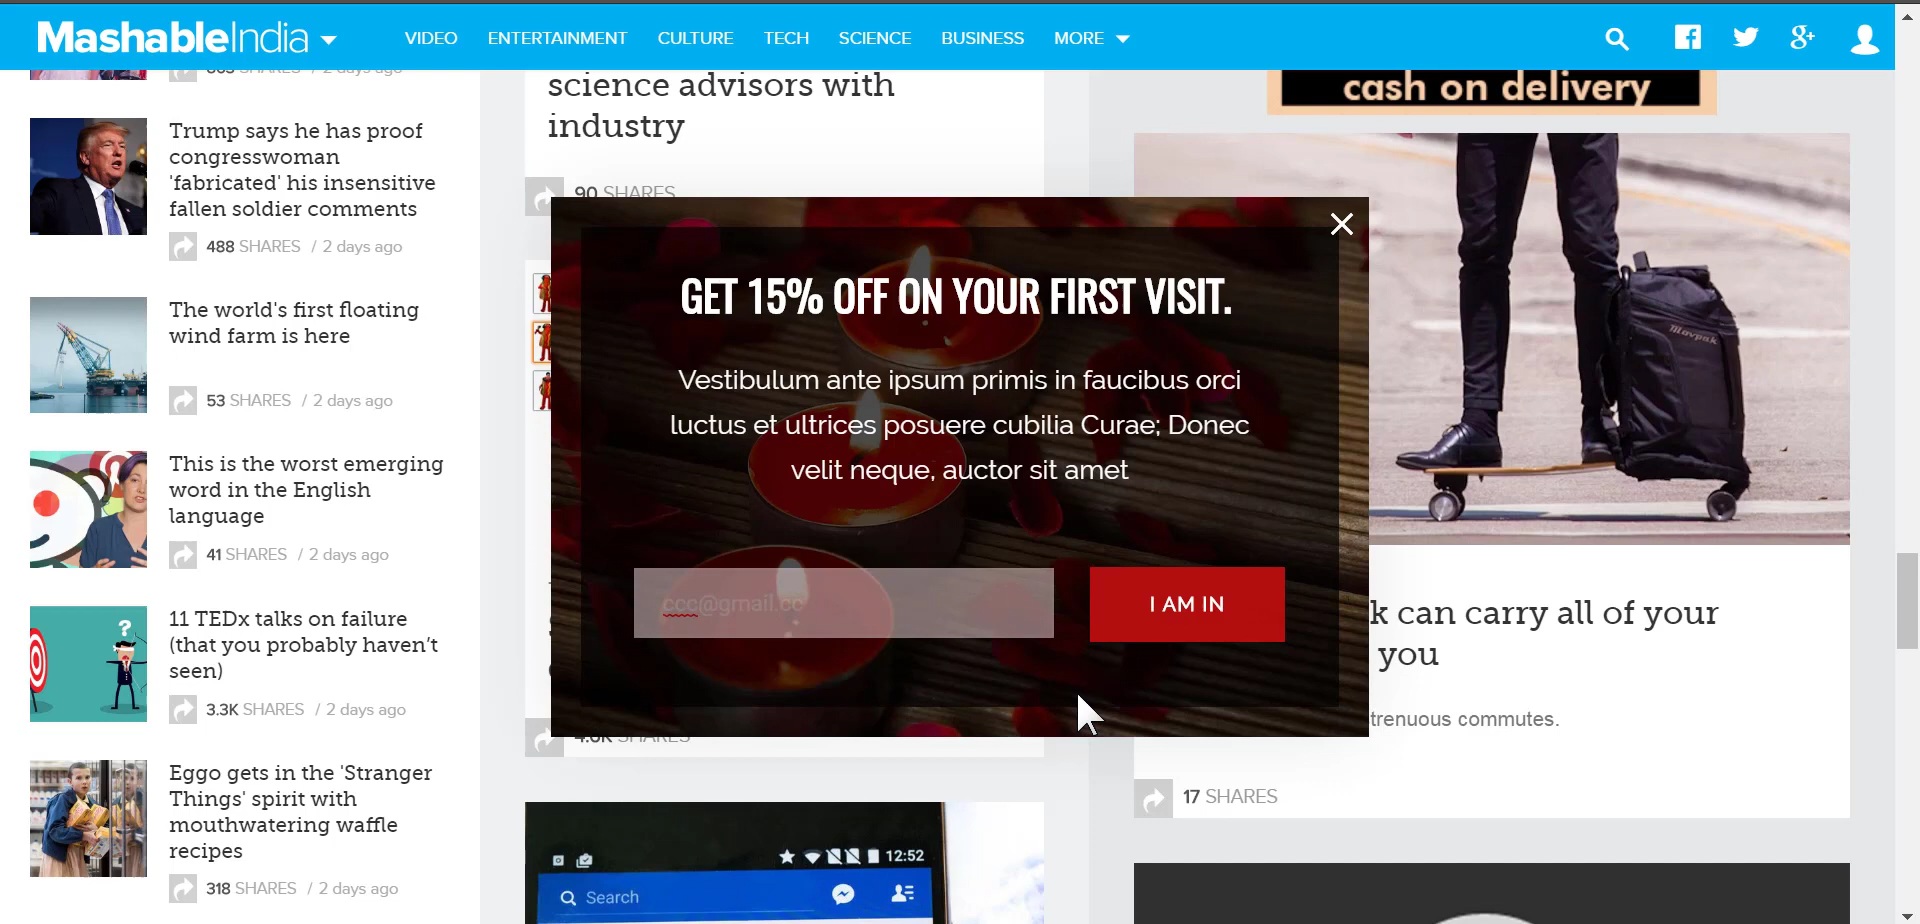 MashableIndia
VIDEO
ENTERTAINMENT
CULTURE
TECH
SCIENCE
BUSINESS
MORE
SHARES / 2 days ago
Trump says he has proof
congresswoman
'fabricated' his insensitive
fallen soldier comments
488 SHARES / 2 days ago
The world's first floating
wind farm is here
53 SHARES / 2 days ago
This is the worst emerging
word in the English
language
41 SHARES / 2 days ago
11 TEDx talks on failure
(that you probably haven’t
seen)
3.3K SHARES / 2 days ago
Eggo gets in the 'Stranger
Things' spirit with
mouthwatering waffle
recipes
318 SHARES / 2 days ago
science advisors with
industry
90 SHARES
GET 15% OFF ON YOUR FIRST VISIT.
Vestibulum ante ipsum primis in faucibus orci
luctus et ultrices posuere cubilia Curae; Donec
velit neque, auctor sit amet
ccc@gmail.cc
I AM IN
SHARES
12:52
Search
cash on delivery
Movpak
k can carry all of your
you
trenuous commutes.
17 SHARES